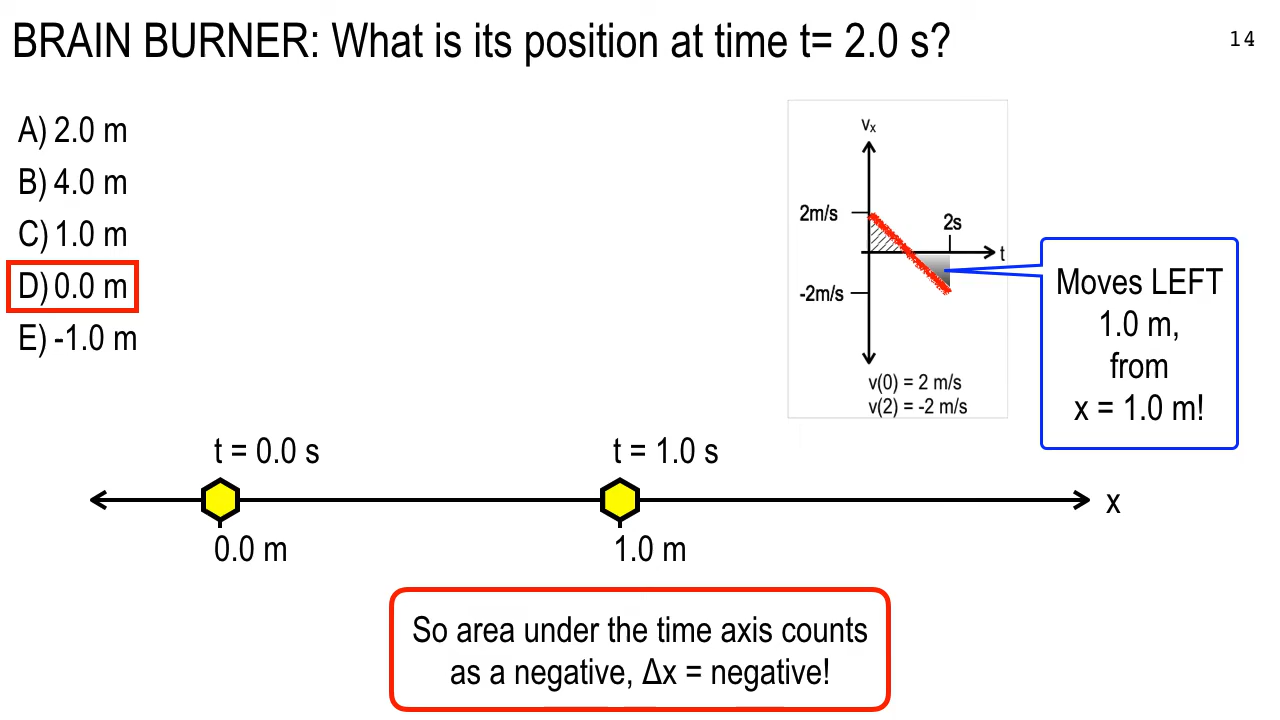 BRAIN BURNER: What is its position at time t= 2.0 s?
14
A) 2.0 m
B) 4.0 m
C) 1.0 m
D) 0.0 m
E) -1.0 m
vₓ
2m/s
2s
t
-2m/s
v(0) = 2 m/s
v(2) = -2 m/s
Moves LEFT
1.0 m,
from
x = 1.0 m!
t = 0.0 s
t = 1.0 s
x
0.0 m
1.0 m
So area under the time axis counts
as a negative, Δx = negative!